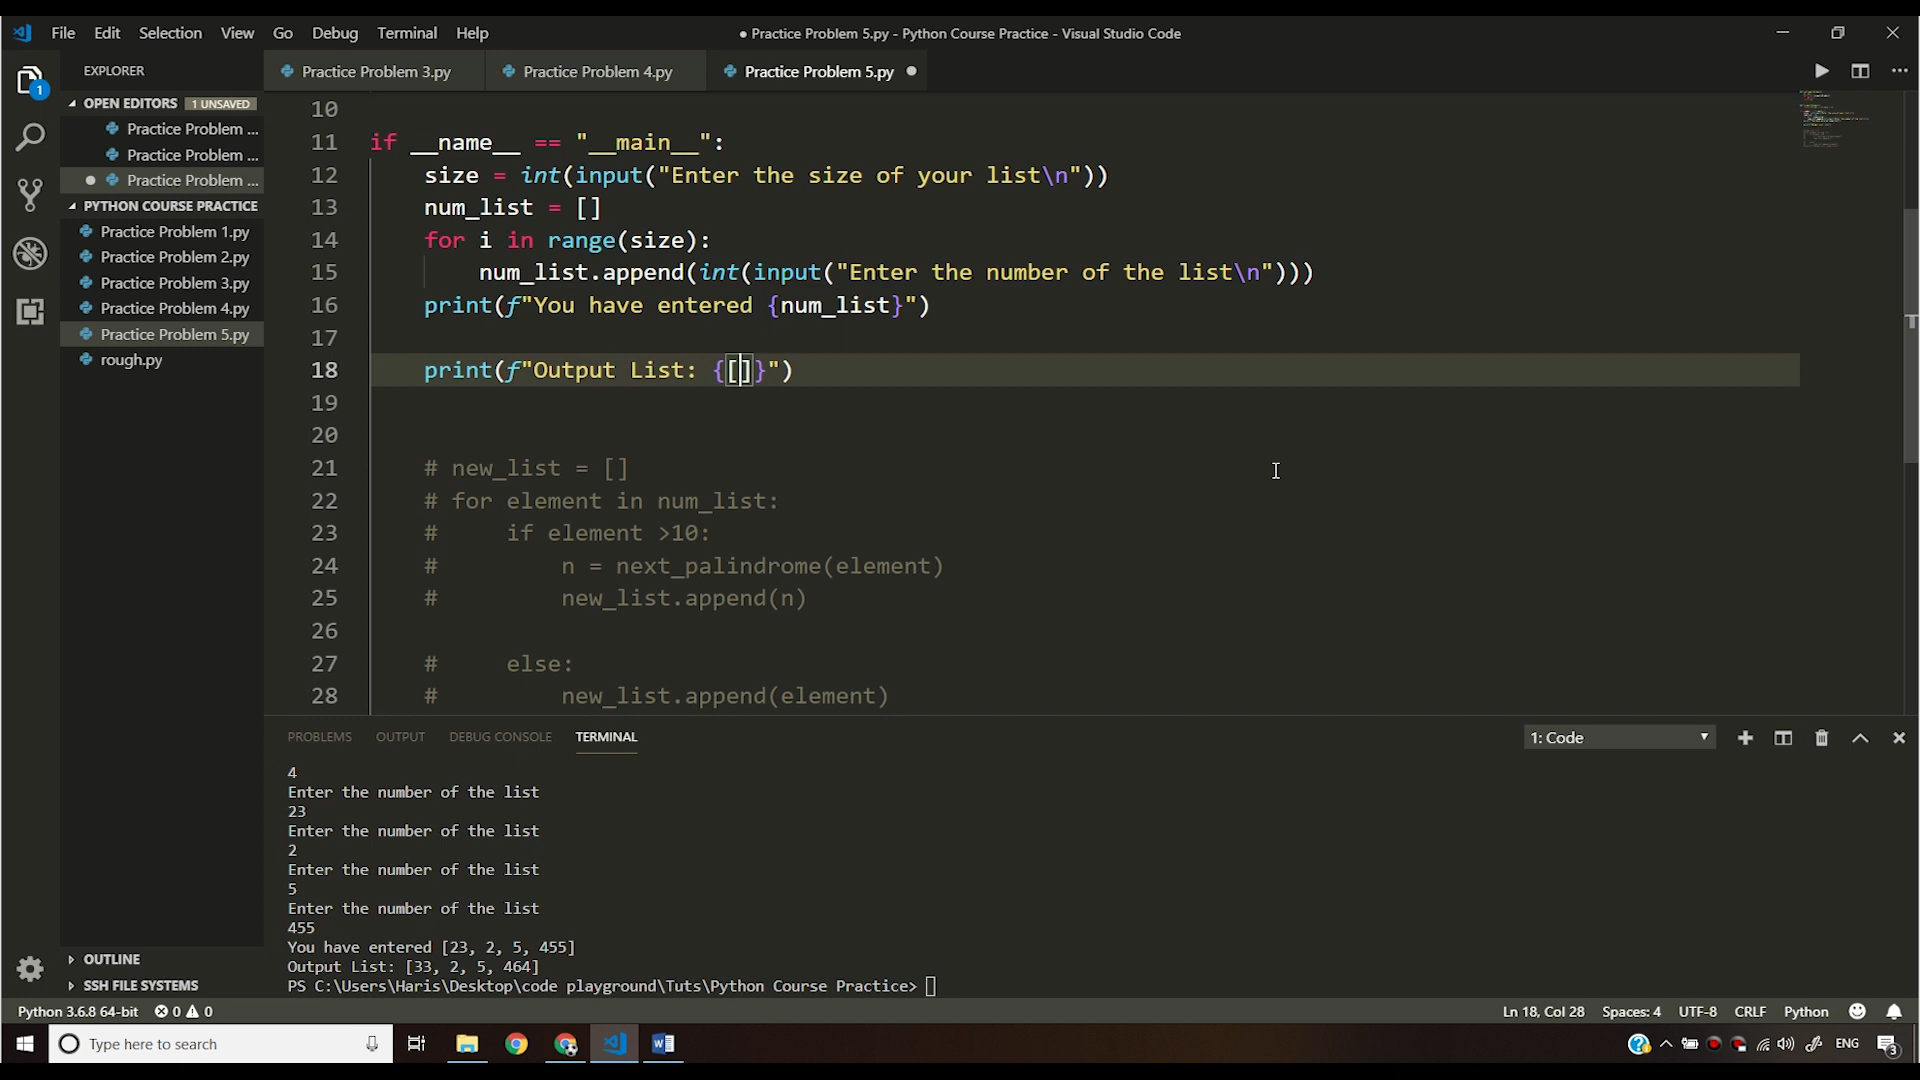 File Edit Selection View Go Debug Terminal Help
● Practice Problem 5.py - Python Course Practice - Visual Studio Code
EXPLORER
Practice Problem 3.py
Practice Problem 4.py
Practice Problem 5.py
1
OPEN EDITORS 1 UNSAVED
Practice Problem ...
Practice Problem ...
Practice Problem ...
PYTHON COURSE PRACTICE
Practice Problem 1.py
Practice Problem 2.py
Practice Problem 3.py
Practice Problem 4.py
Practice Problem 5.py
rough.py
OUTLINE
SSH FILE SYSTEMS
10
11 if __name__ == "__main__":
12     size = int(input("Enter the size of your list\n"))
13     num_list = []
14     for i in range(size):
15         num_list.append(int(input("Enter the number of the list\n")))
16     print(f"You have entered {num_list}")
17
18     print(f"Output List: {[]}")
19
20
21     # new_list = []
22     # for element in num_list:
23     #     if element >10:
24     #         n = next_palindrome(element)
25     #         new_list.append(n)
26
27     #     else:
28     #         new_list.append(element)
PROBLEMS OUTPUT DEBUG CONSOLE TERMINAL
1: Code
4
Enter the number of the list
23
Enter the number of the list
2
Enter the number of the list
5
Enter the number of the list
455
You have entered [23, 2, 5, 455]
Output List: [33, 2, 5, 464]
PS C:\Users\Haris\Desktop\code playground\Tuts\Python Course Practice>
Python 3.6.8 64-bit 0 0
Ln 18, Col 28 Spaces: 4 UTF-8 CRLF Python
Type here to search
ENG
3